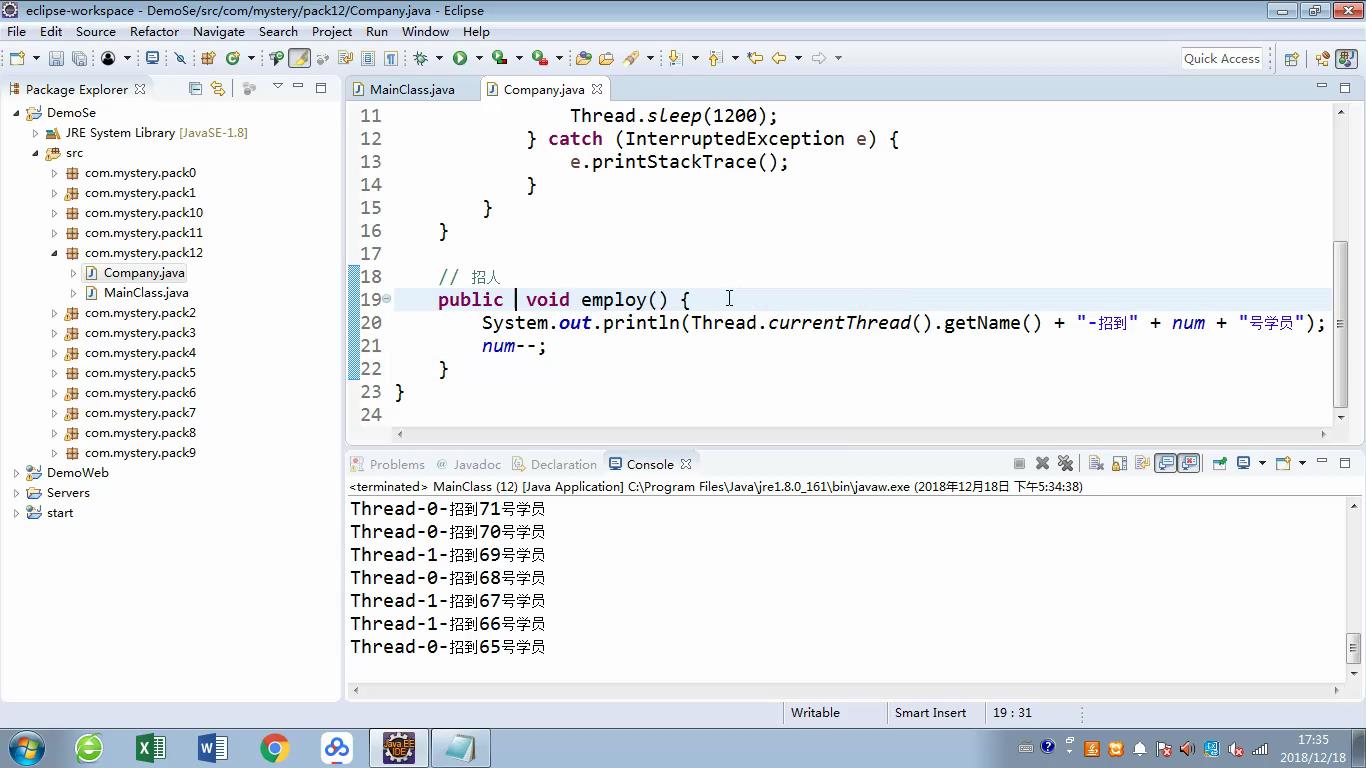 eclipse-workspace - DemoSe/src/com/mystery/pack12/Company.java - Eclipse
File Edit Source Refactor Navigate Search Project Run Window Help
Quick Access
Package Explorer
MainClass.java
Company.java
DemoSe
JRE System Library [JavaSE-1.8]
src
com.mystery.pack0
com.mystery.pack1
com.mystery.pack10
com.mystery.pack11
com.mystery.pack12
Company.java
MainClass.java
com.mystery.pack2
com.mystery.pack3
com.mystery.pack4
com.mystery.pack5
com.mystery.pack6
com.mystery.pack7
com.mystery.pack8
com.mystery.pack9
DemoWeb
Servers
start
11 Thread.sleep(1200);
12 } catch (InterruptedException e) {
13 e.printStackTrace();
14 }
15 }
16 }
17
18 // 招人
19 public void employ() {
20 System.out.println(Thread.currentThread().getName() + "-招到" + num + "号学员");
21 num--;
22 }
23 }
24
Problems @ Javadoc Declaration Console
<terminated> MainClass (12) [Java Application] C:\Program Files\Java\jre1.8.0_161\bin\javaw.exe (2018年12月18日 下午5:34:38)
Thread-0-招到71号学员
Thread-0-招到70号学员
Thread-1-招到69号学员
Thread-0-招到68号学员
Thread-1-招到67号学员
Thread-1-招到66号学员
Thread-0-招到65号学员
Writable Smart Insert 19 : 31
Java EE IDE
17:35
2018/12/18